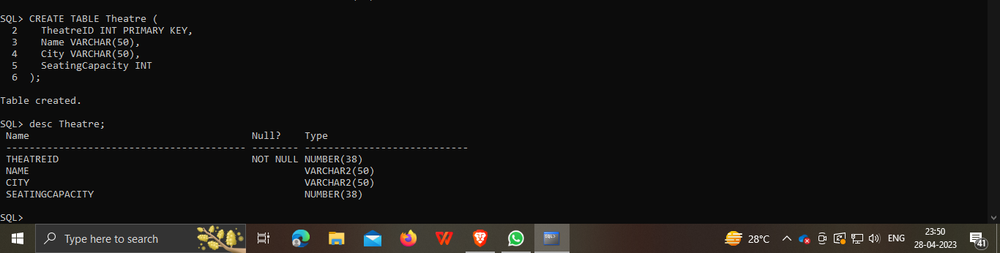 SQL> CREATE TABLE Theatre (
  2    TheatreID INT PRIMARY KEY,
  3    Name VARCHAR(50),
  4    City VARCHAR(50),
  5    SeatingCapacity INT
  6  );
Table created.
SQL> desc Theatre;
 Name                                      Null?    Type
 ----------------------------------------- -------- ----------------------------
 THEATREID                                 NOT NULL NUMBER(38)
 NAME                                               VARCHAR2(50)
 CITY                                               VARCHAR2(50)
 SEATINGCAPACITY                                    NUMBER(38)
SQL>
Type here to search
SQL>
28°C
ENG
23:50
28-04-2023
41